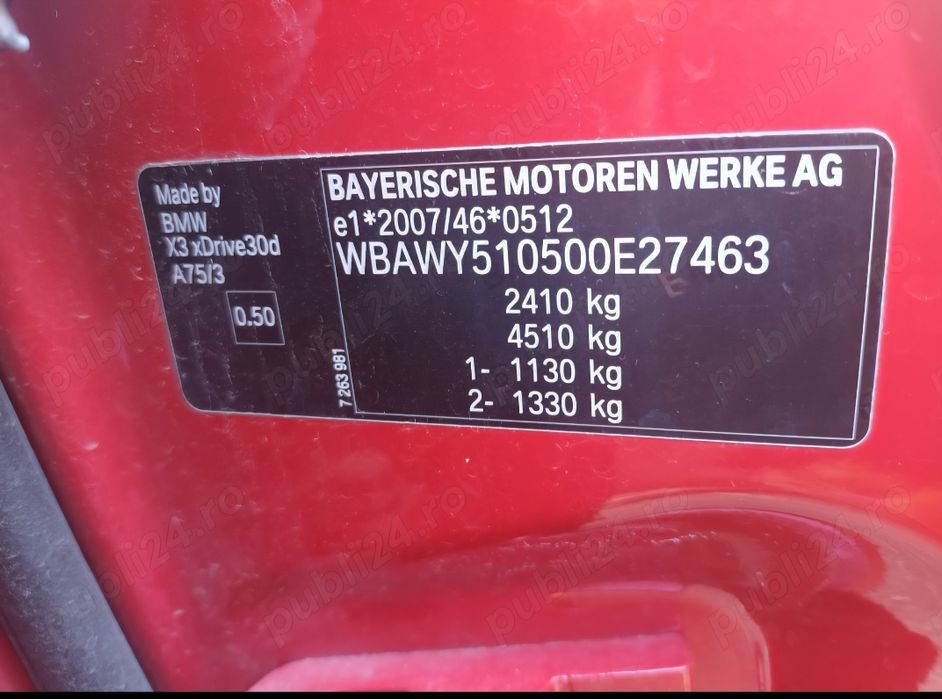 Made by
BMW
X3 xDrive30d
A75/3
0.50
7 263 981
BAYERISCHE MOTOREN WERKE AG
e1*2007/46*0512
WBAWY510500E27463
2410 kg
4510 kg
1- 1130 kg
2- 1330 kg
publi24.ro